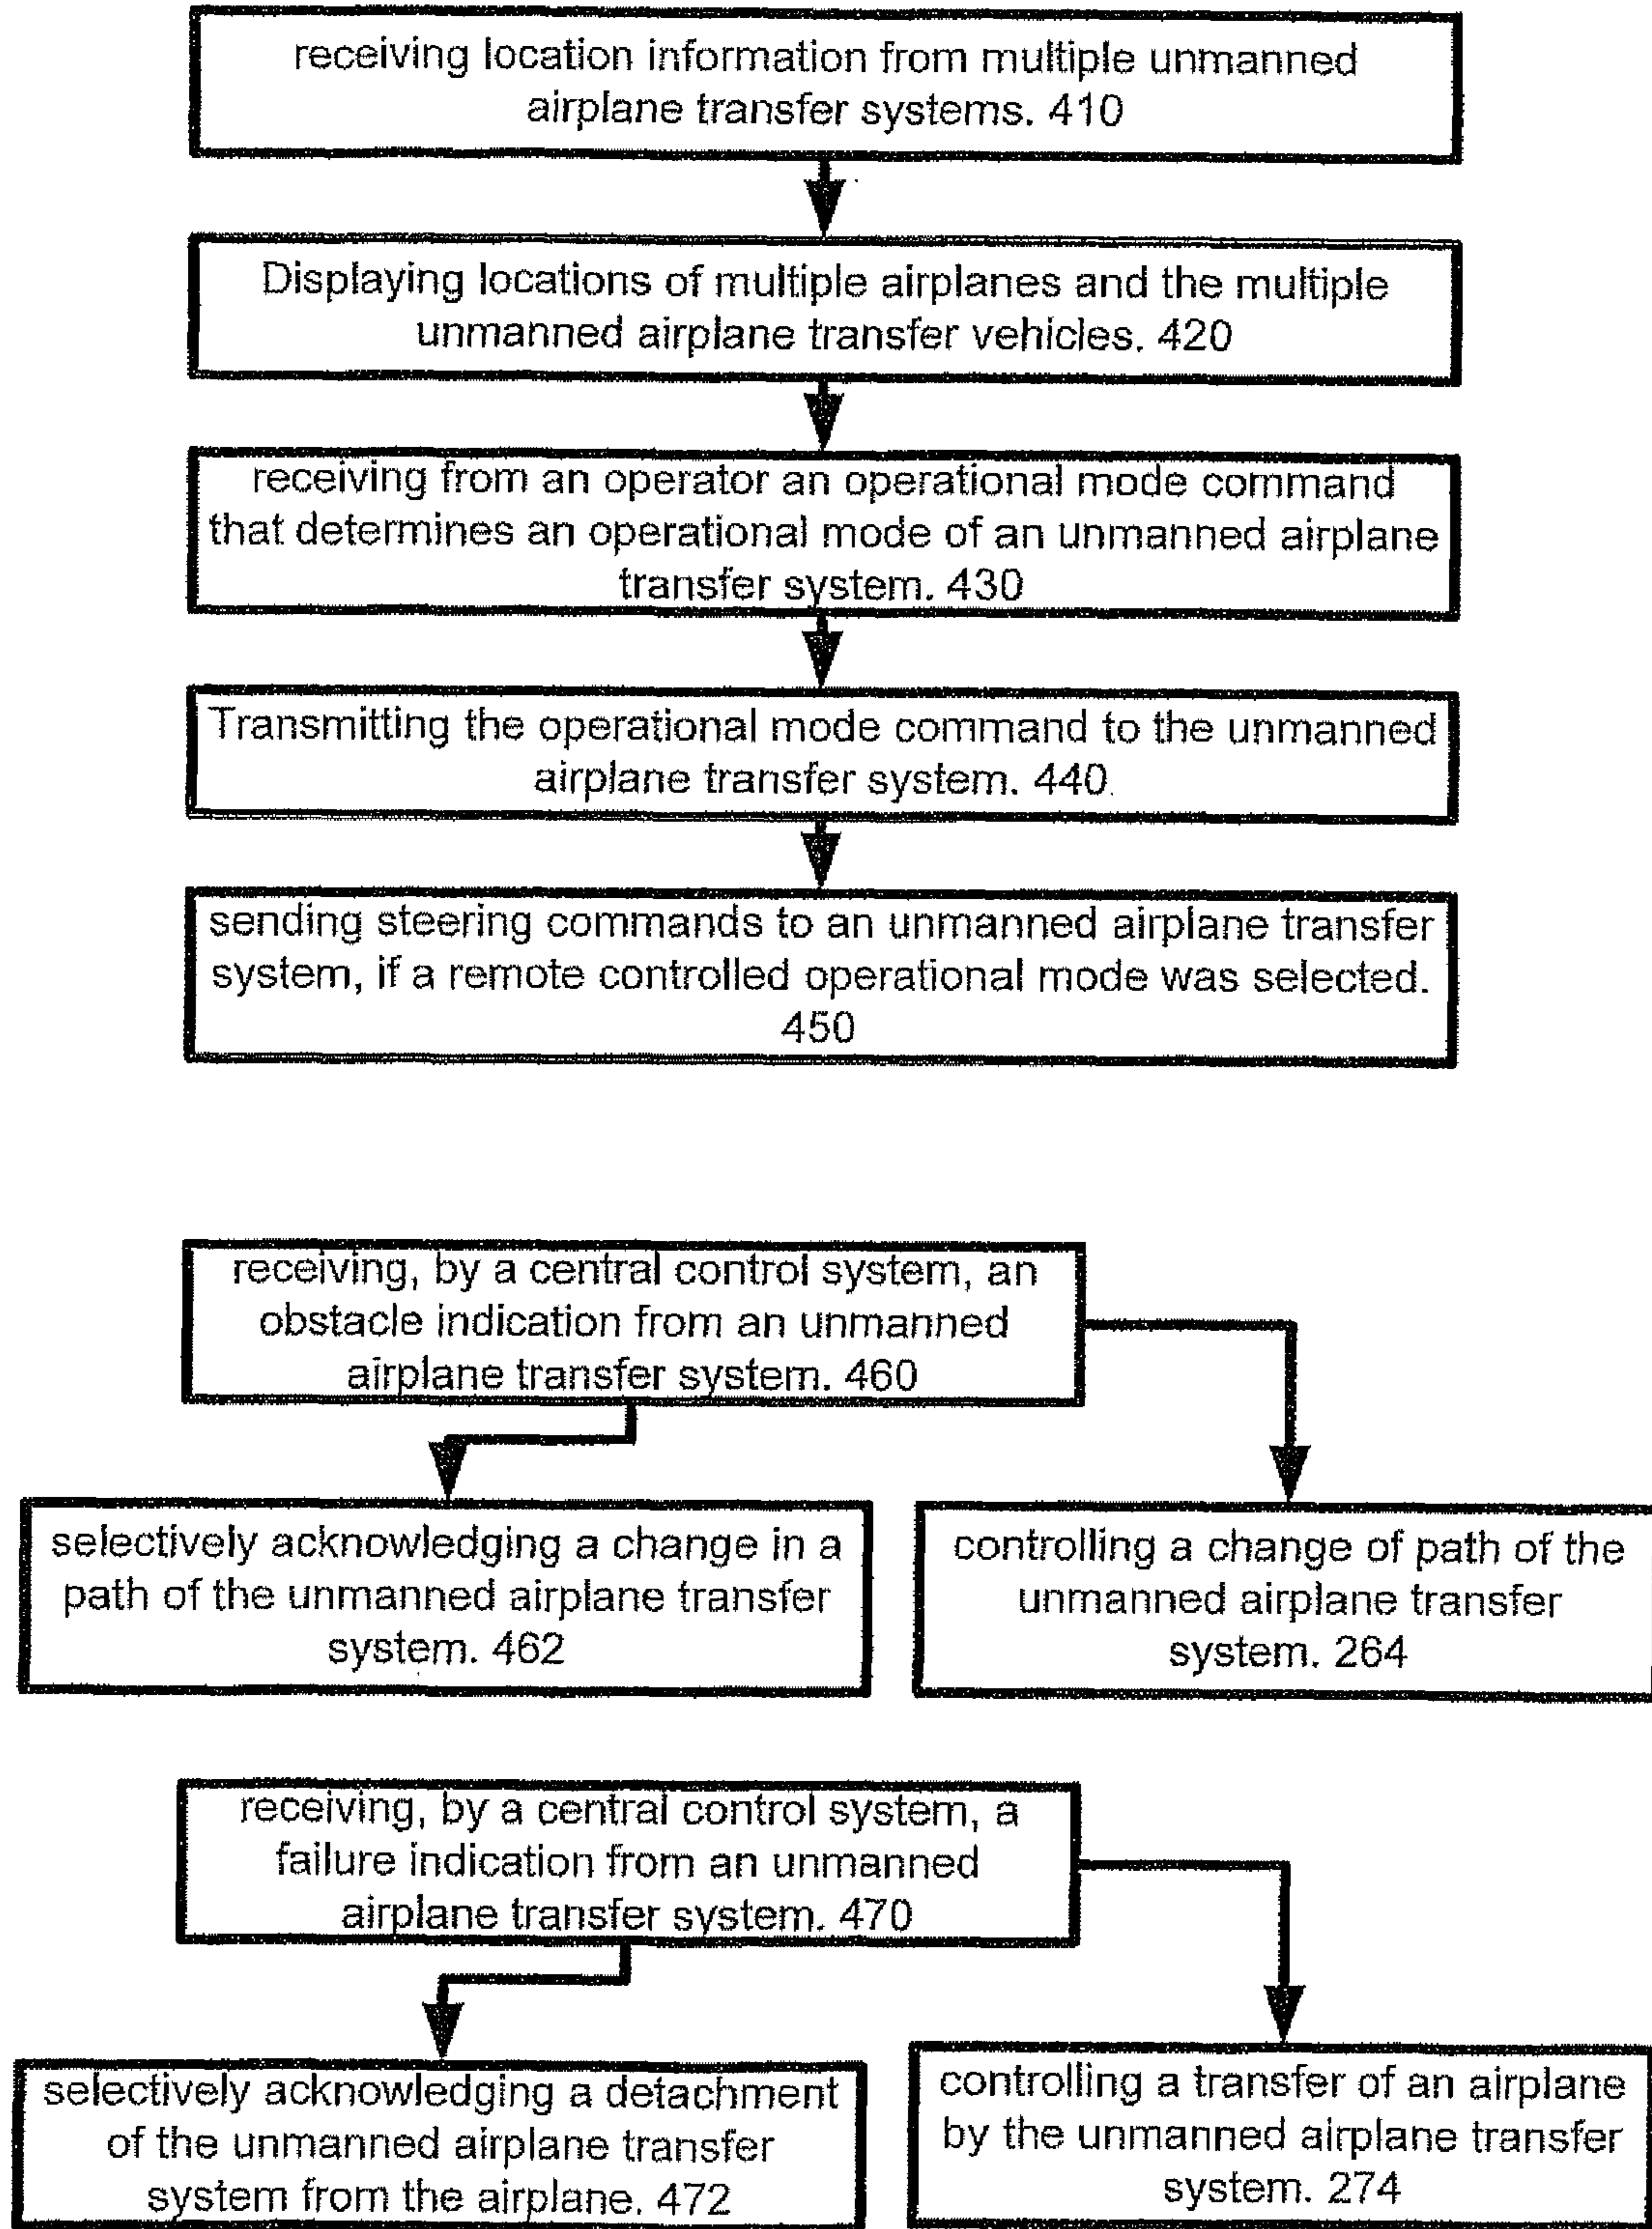 receiving location information from multiple unmanned
airplane transfer systems. 410
Displaying locations of multiple airplanes and the multiple
unmanned airplane transfer vehicles. 420
receiving from an operator an operational mode command
that determines an operational mode of an unmanned airplane
transfer system. 430
Transmitting the operational mode command to the unmanned
airplane transfer system. 440
sending steering commands to an unmanned airplane transfer
system, if a remote controlled operational mode was selected.
450
receiving, by a central control system, an
obstacle indication from an unmanned
airplane transfer system. 460
selectively acknowledging a change in a
path of the unmanned airplane transfer
system. 462
controlling a change of path of the
unmanned airplane transfer
system. 264
receiving, by a central control system, a
failure indication from an unmanned
airplane transfer system. 470
selectively acknowledging a detachment
of the unmanned airplane transfer
system from the airplane. 472
controlling a transfer of an airplane
by the unmanned airplane transfer
system. 274